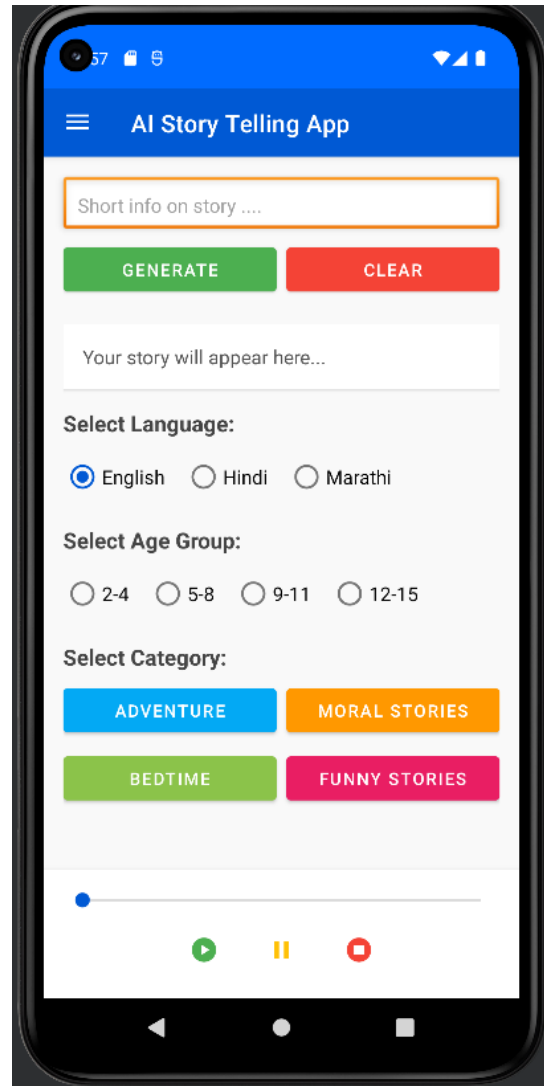 57
AI Story Telling App
Short info on story ....
GENERATE CLEAR
Your story will appear here...
Select Language:
English Hindi Marathi
Select Age Group:
2-4 5-8 9-11 12-15
Select Category:
ADVENTURE MORAL STORIES
BEDTIME FUNNY STORIES